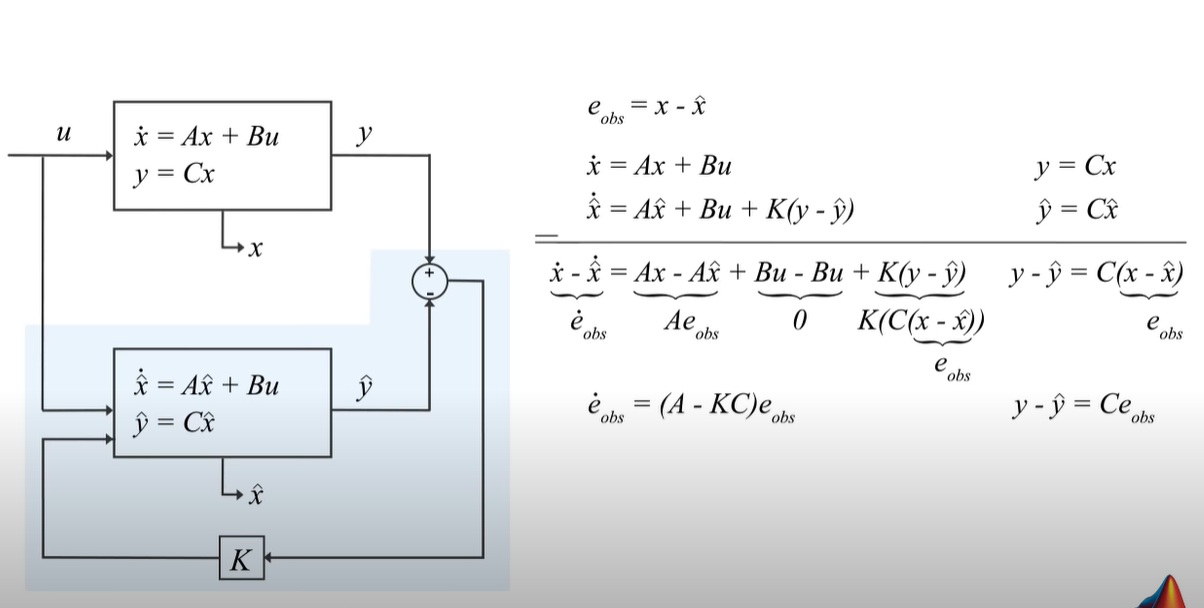 u
ẋ = Ax + Bu
y = Cx
y
x
+
-
x̂̇ = Ax̂ + Bu
ŷ = Cx̂
ŷ
x̂
K
e_obs = x - x̂
ẋ = Ax + Bu
y = Cx
x̂̇ = Ax̂ + Bu + K(y - ŷ)
ŷ = Cx̂
ẋ - x̂̇ = Ax - Ax̂ + Bu - Bu + K(y - ŷ)
y - ŷ = C(x - x̂)
ė_obs Ae_obs 0 K(C(x - x̂))
e_obs
e_obs
ė_obs = (A - KC)e_obs
y - ŷ = Ce_obs